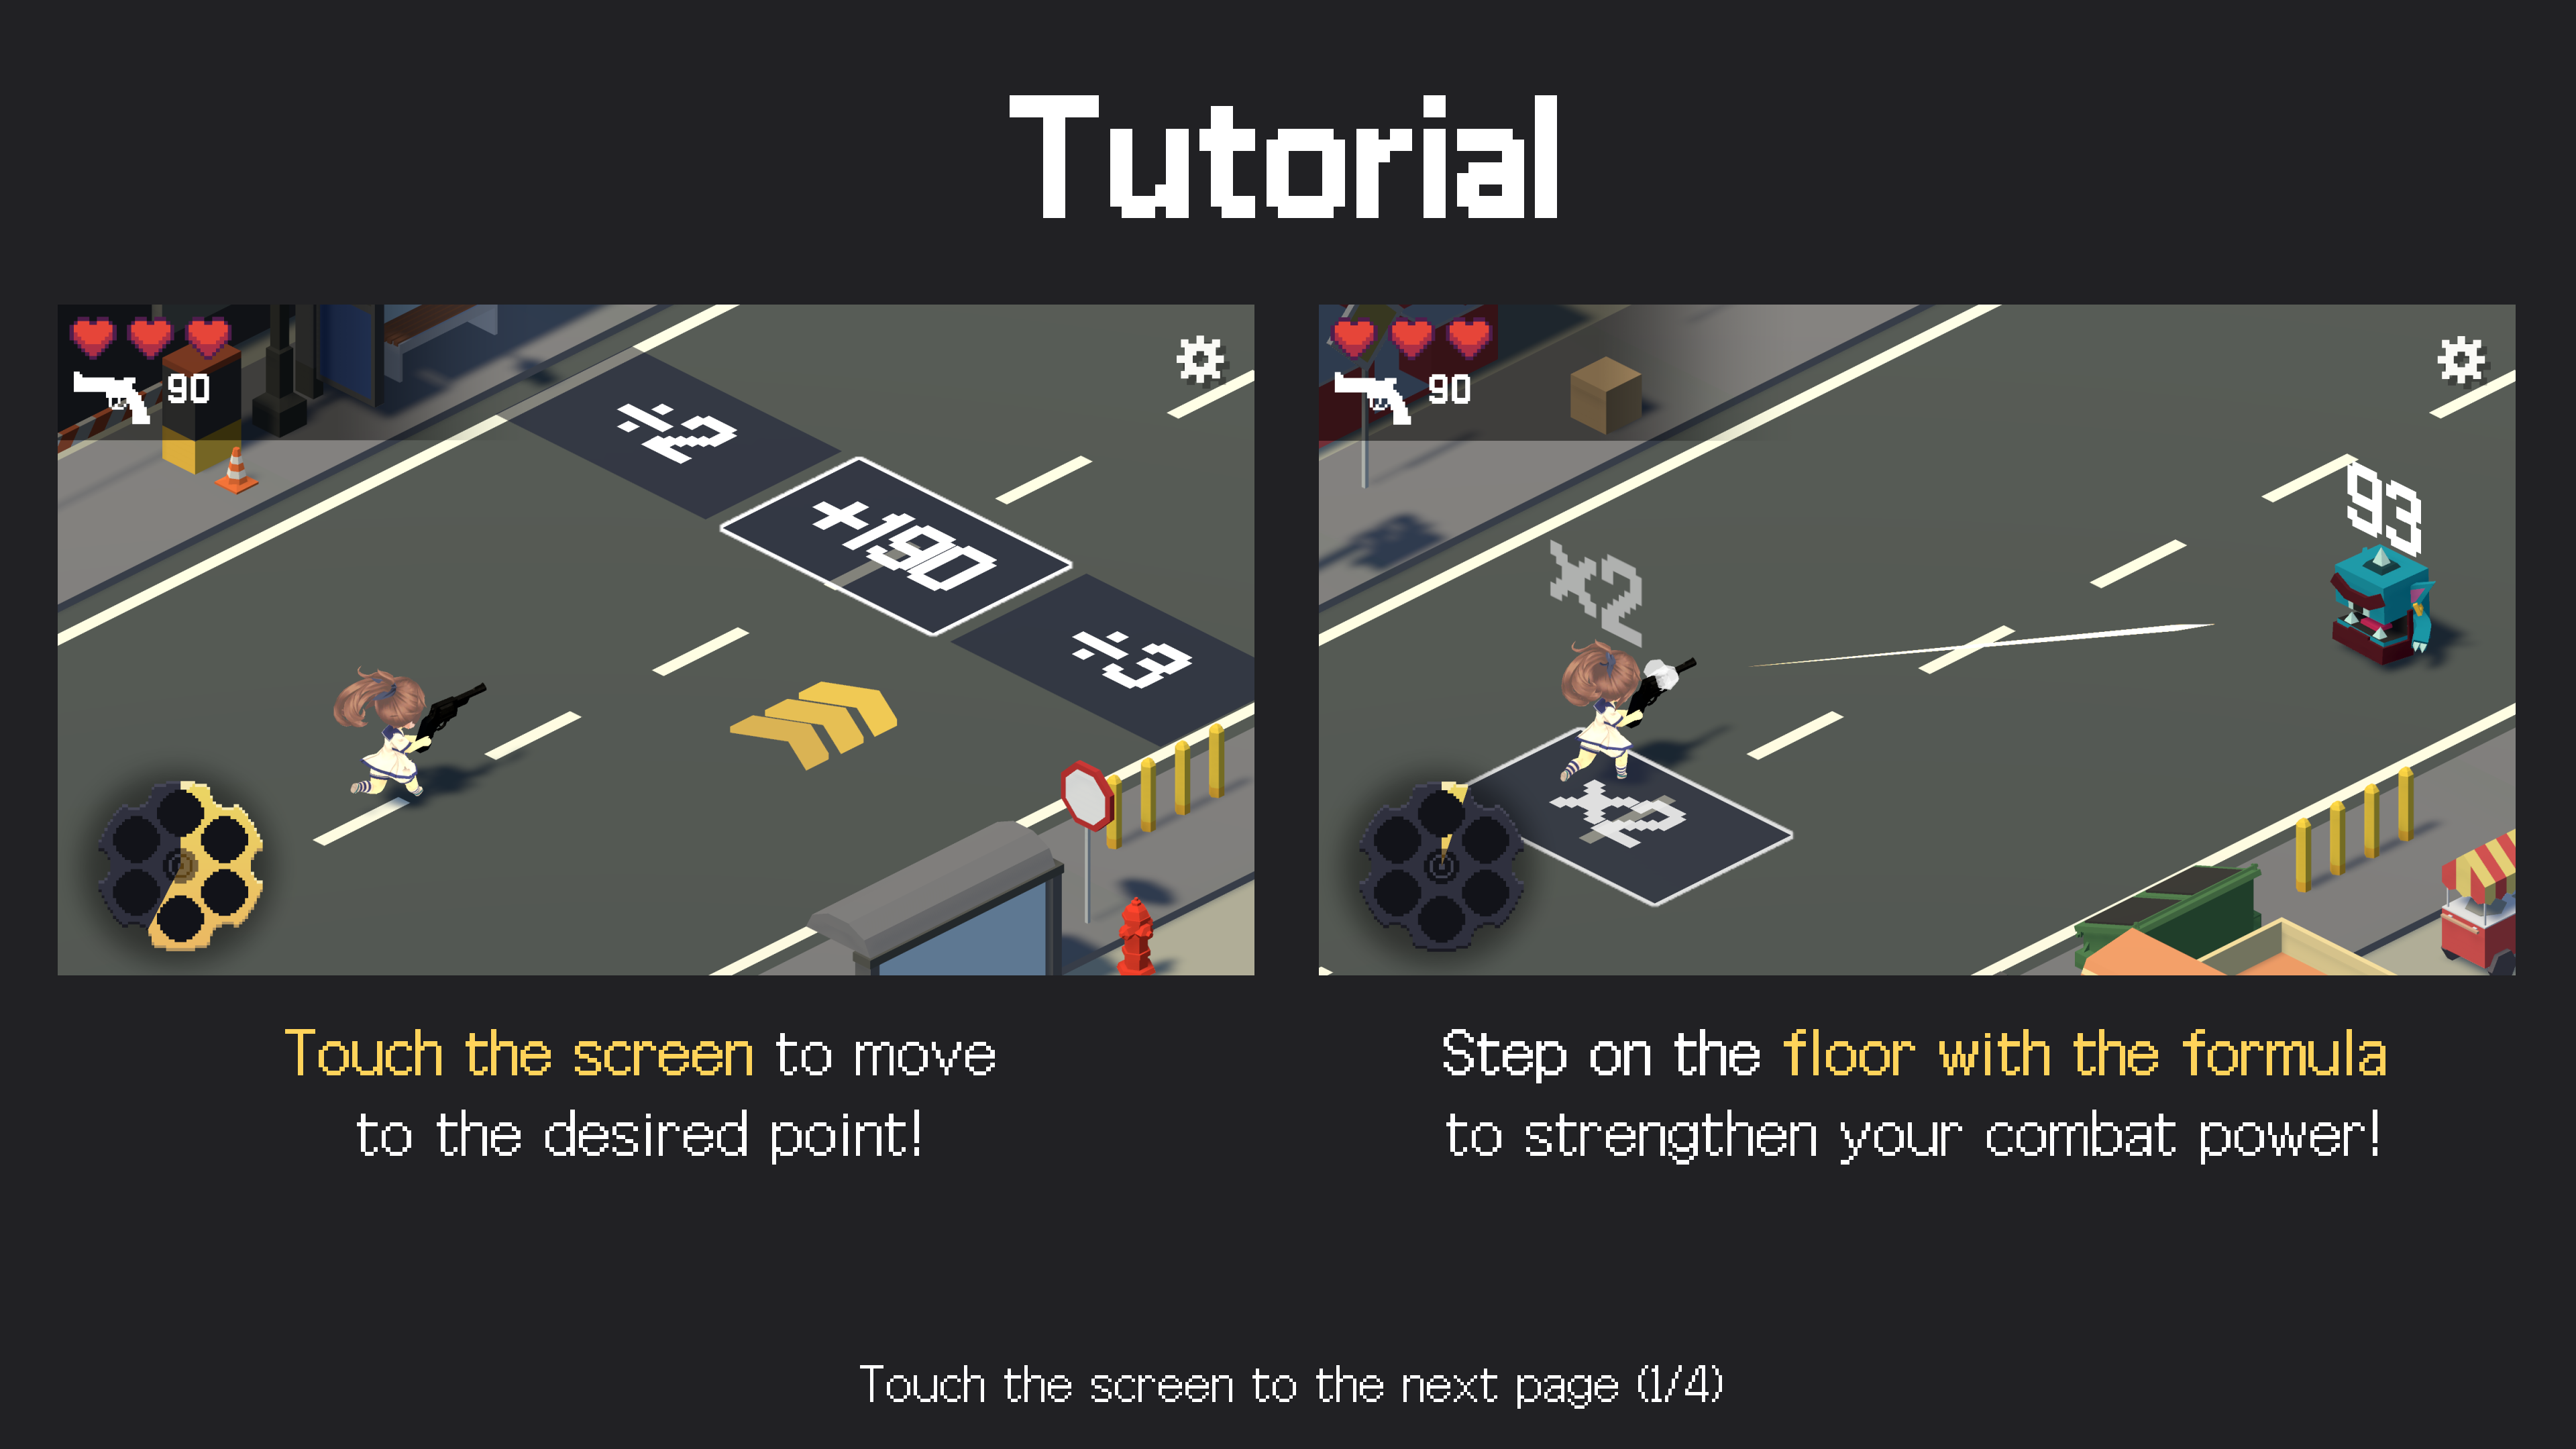 Tutorial
90
÷2
+190
÷3
90
93
x2
x2
Touch the screen to move
to the desired point!
Step on the floor with the formula
to strengthen your combat power!
Touch the screen to the next page (1/4)